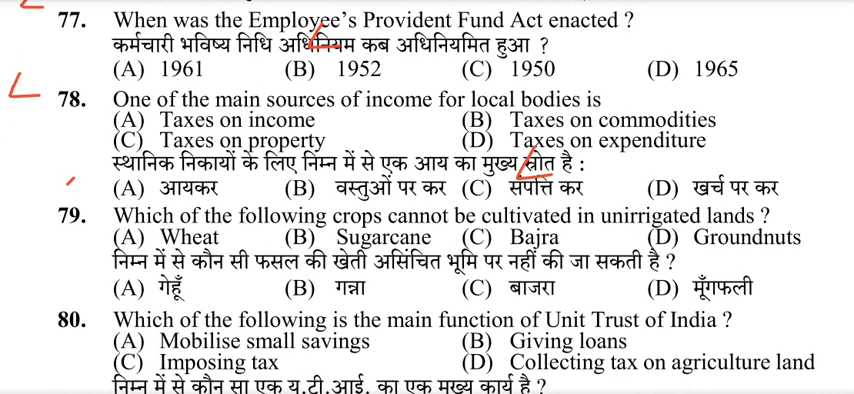 77. When was the Employee's Provident Fund Act enacted ?
कर्मचारी भविष्य निधि अधिनियम कब अधिनियमित हुआ ?
(A) 1961 (B) 1952 (C) 1950 (D) 1965
78. One of the main sources of income for local bodies is
(A) Taxes on income (B) Taxes on commodities
(C) Taxes on property (D) Taxes on expenditure
स्थानिक निकायों के लिए निम्न में से एक आय का मुख्य स्रोत है :
(A) आयकर (B) वस्तुओं पर कर (C) संपत्ति कर (D) खर्च पर कर
79. Which of the following crops cannot be cultivated in unirrigated lands ?
(A) Wheat (B) Sugarcane (C) Bajra (D) Groundnuts
निम्न में से कौन सी फसल की खेती असिंचित भूमि पर नहीं की जा सकती है ?
(A) गेहूँ (B) गन्ना (C) बाजरा (D) मूँगफली
80. Which of the following is the main function of Unit Trust of India ?
(A) Mobilise small savings (B) Giving loans
(C) Imposing tax (D) Collecting tax on agriculture land
निम्न में से कौन सा एक यू.टी.आई. का एक मुख्य कार्य है ?